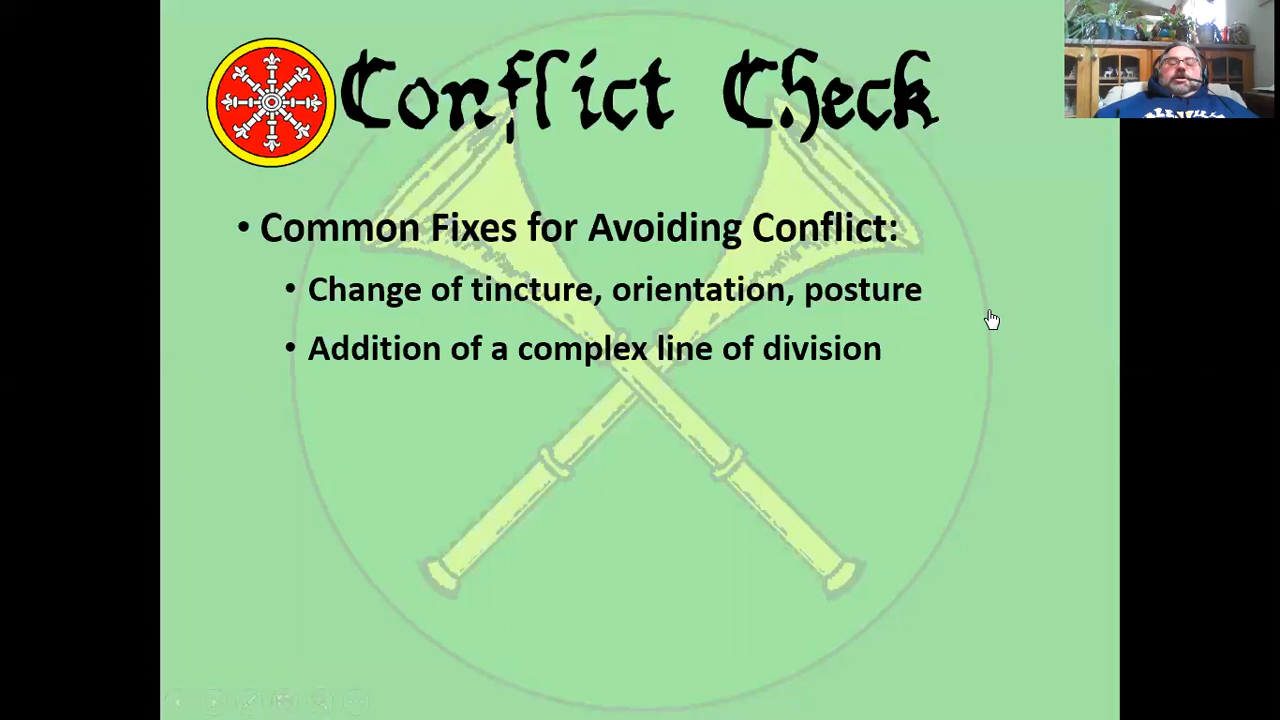 Conflict Check
• Common Fixes for Avoiding Conflict:
• Change of tincture, orientation, posture
• Addition of a complex line of division